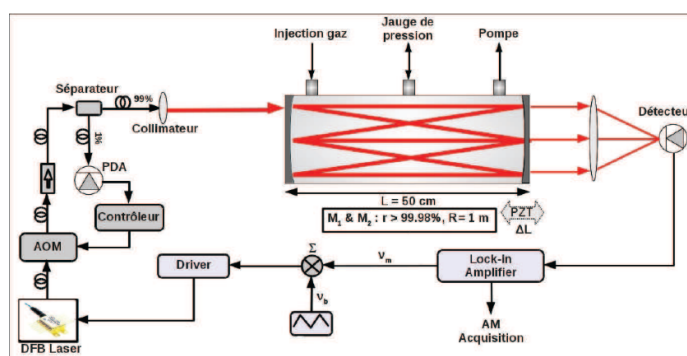 Injection gaz
Jauge de
pression
Pompe
Séparateur
99%
Collimateur
1%
PDA
Contrôleur
AOM
DFB Laser
Détecteur
L = 50 cm
M₁ & M₂ : r > 99.98%, R= 1 m
PZT
ΔL
Driver
Σ
νₘ
ν_b
Lock-In
Amplifier
AM
Acquisition